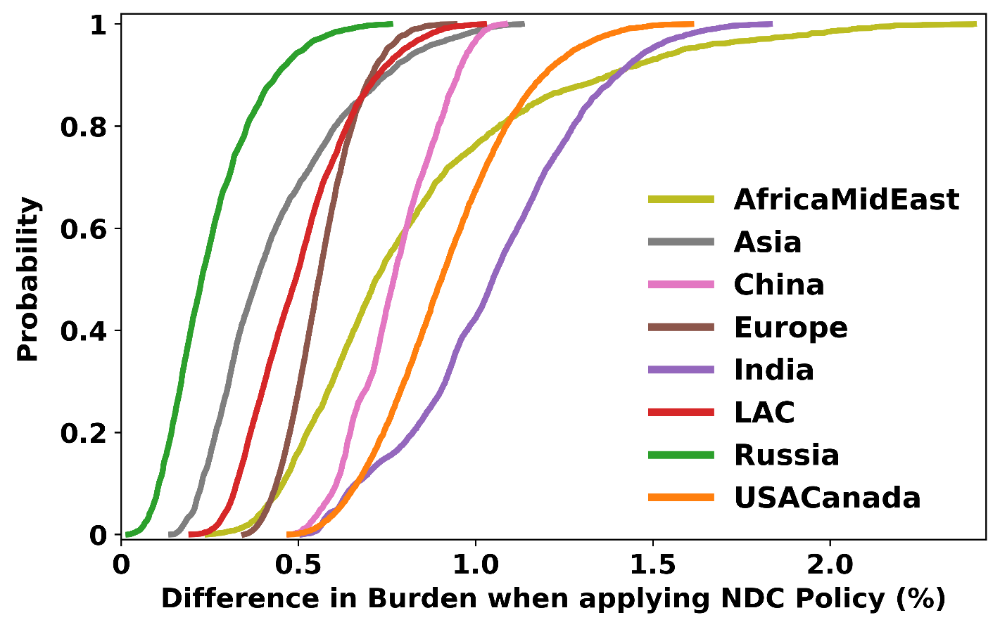 1
0.8
0.6
0.4
0.2
0
Probability
AfricaMidEast
Asia
China
Europe
India
LAC
Russia
USACanada
0 0.5 1.0 1.5 2.0
Difference in Burden when applying NDC Policy (%)